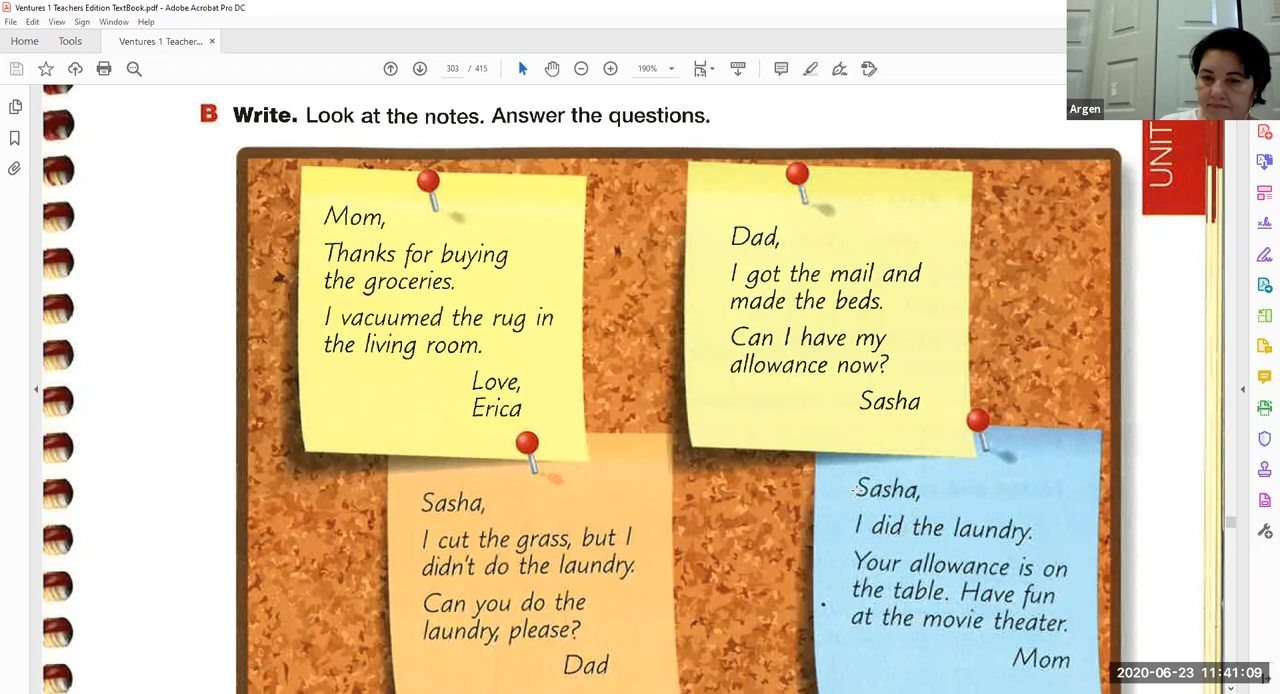 Ventures 1 Teachers Edition TextBook.pdf - Adobe Acrobat Pro DC
File Edit View Sign Window Help
Home Tools Ventures 1 Teacher... ×
303 / 415 190%
Argen
B Write. Look at the notes. Answer the questions.
UNIT
Mom,
Thanks for buying
the groceries.
I vacuumed the rug in
the living room.
Love,
Erica
Dad,
I got the mail and
made the beds.
Can I have my
allowance now?
Sasha
Sasha,
I cut the grass, but I
didn't do the laundry.
Can you do the
laundry, please?
Dad
Sasha,
I did the laundry.
Your allowance is on
the table. Have fun
at the movie theater.
Mom
2020-06-23 11:41:09